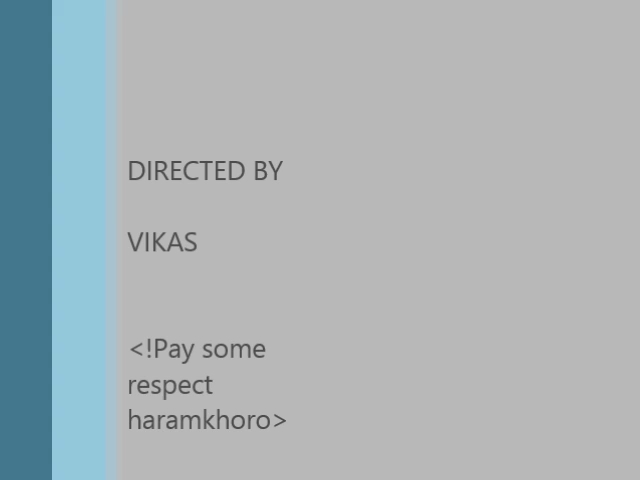 DIRECTED BY
VIKAS
<!Pay some
respect
haramkhoro>